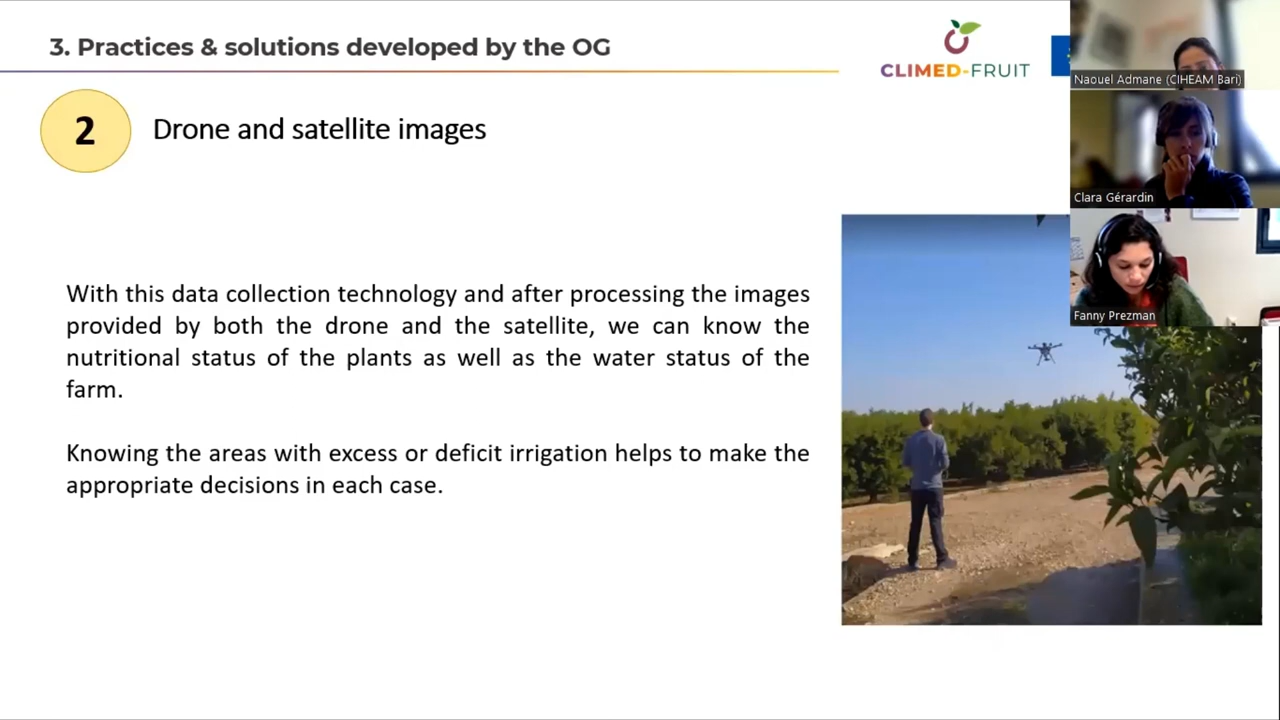 3. Practices & solutions developed by the OG
CLIMED-FRUIT
Naouel Admane (CIHEAM Bari)
2
Drone and satellite images
Clara Gérardin
With this data collection technology and after processing the images
provided by both the drone and the satellite, we can know the
nutritional status of the plants as well as the water status of the
farm.
Fanny Prezman
Knowing the areas with excess or deficit irrigation helps to make the
appropriate decisions in each case.